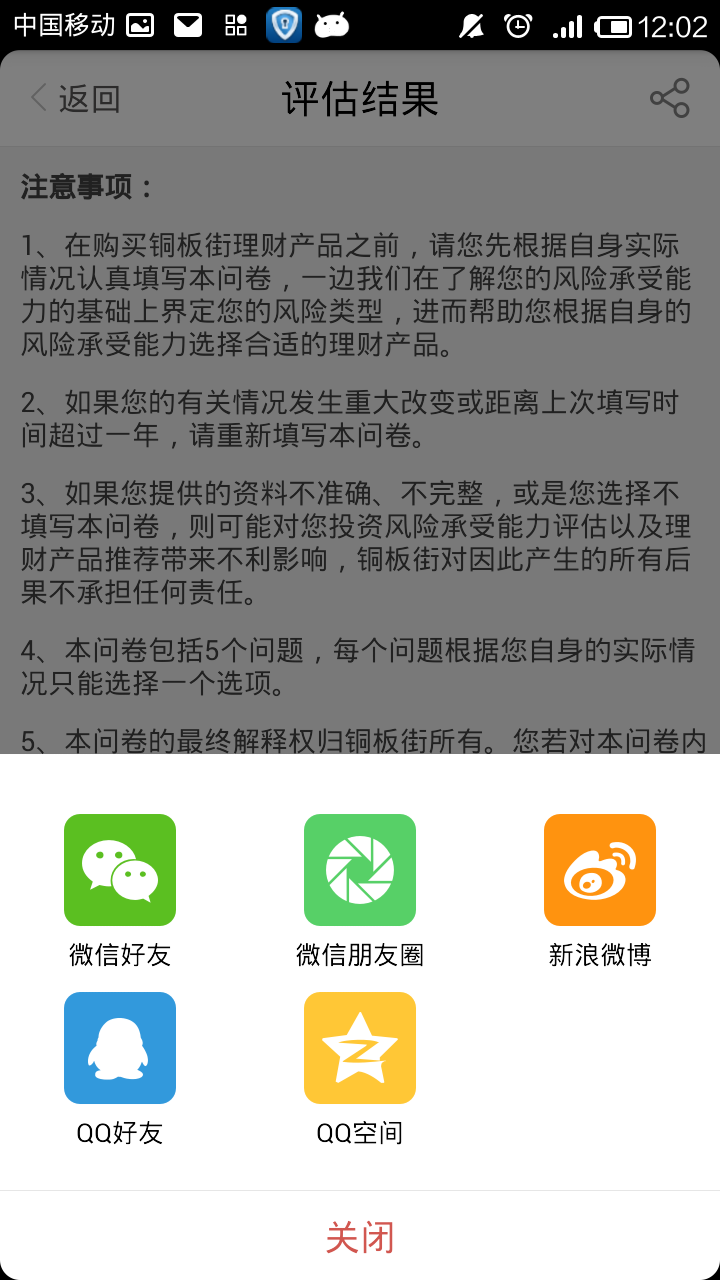 中国移动 12:02
返回 评估结果
注意事项：
1、在购买铜板街理财产品之前，请您先根据自身实际
情况认真填写本问卷，一边我们在了解您的风险承受能
力的基础上界定您的风险类型，进而帮助您根据自身的
风险承受能力选择合适的理财产品。
2、如果您的有关情况发生重大改变或距离上次填写时
间超过一年，请重新填写本问卷。
3、如果您提供的资料不准确、不完整，或是您选择不
填写本问卷，则可能对您投资风险承受能力评估以及理
财产品推荐带来不利影响，铜板街对因此产生的所有后
果不承担任何责任。
4、本问卷包括5个问题，每个问题根据您自身的实际情
况只能选择一个选项。
5、本问卷的最终解释权归铜板街所有。您若对本问卷内
微信好友 微信朋友圈 新浪微博
QQ好友 QQ空间
关闭